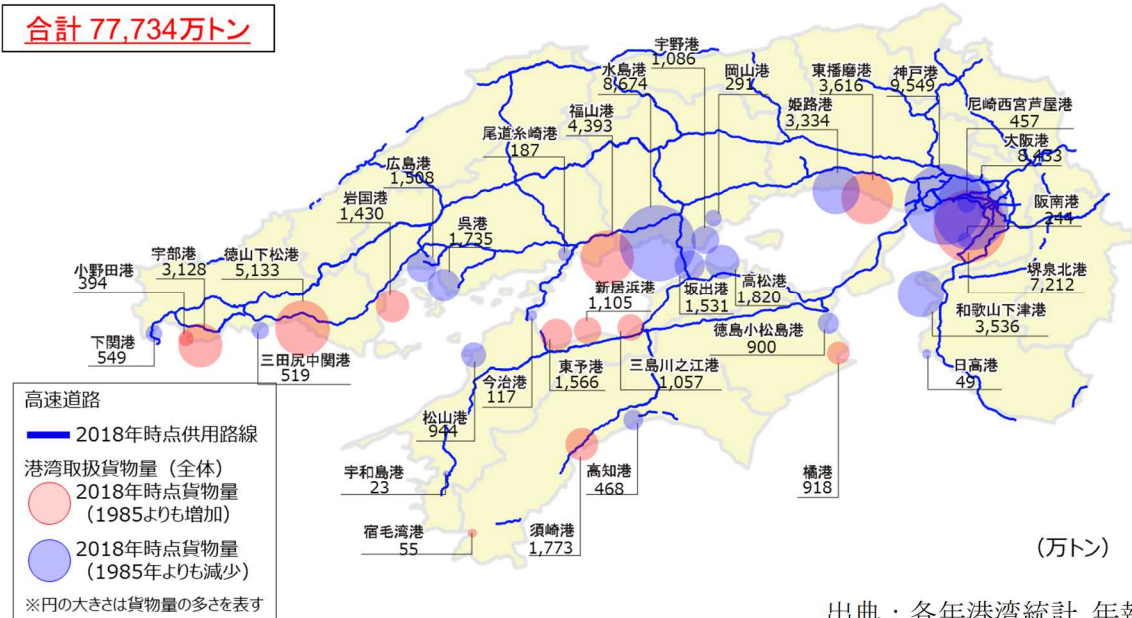 合計 77,734万トン
宇野港
1,086
水島港
8,674
岡山港
291
東播磨港
3,616
神戸港
9,549
福山港
4,393
姫路港
3,334
尼崎西宮芦屋港
457
尾道糸崎港
187
大阪港
8,433
広島港
1,508
岩国港
1,430
呉港
1,735
阪南港
244
宇部港
3,128
徳山下松港
5,133
小野田港
394
新居浜港
1,105
坂出港
1,531
高松港
1,820
堺泉北港
7,212
和歌山下津港
3,536
徳島小松島港
900
下関港
549
三田尻中関港
519
今治港
117
東予港
1,566
三島川之江港
1,057
日高港
49
松山港
944
宇和島港
23
高知港
468
橘港
918
宿毛湾港
55
須崎港
1,773
高速道路
2018年時点供用路線
港湾取扱貨物量（全体）
2018年時点貨物量
（1985よりも増加）
2018年時点貨物量
（1985年よりも減少）
※円の大きさは貨物量の多さを表す
（万トン）
出典：各年港湾統計 年報